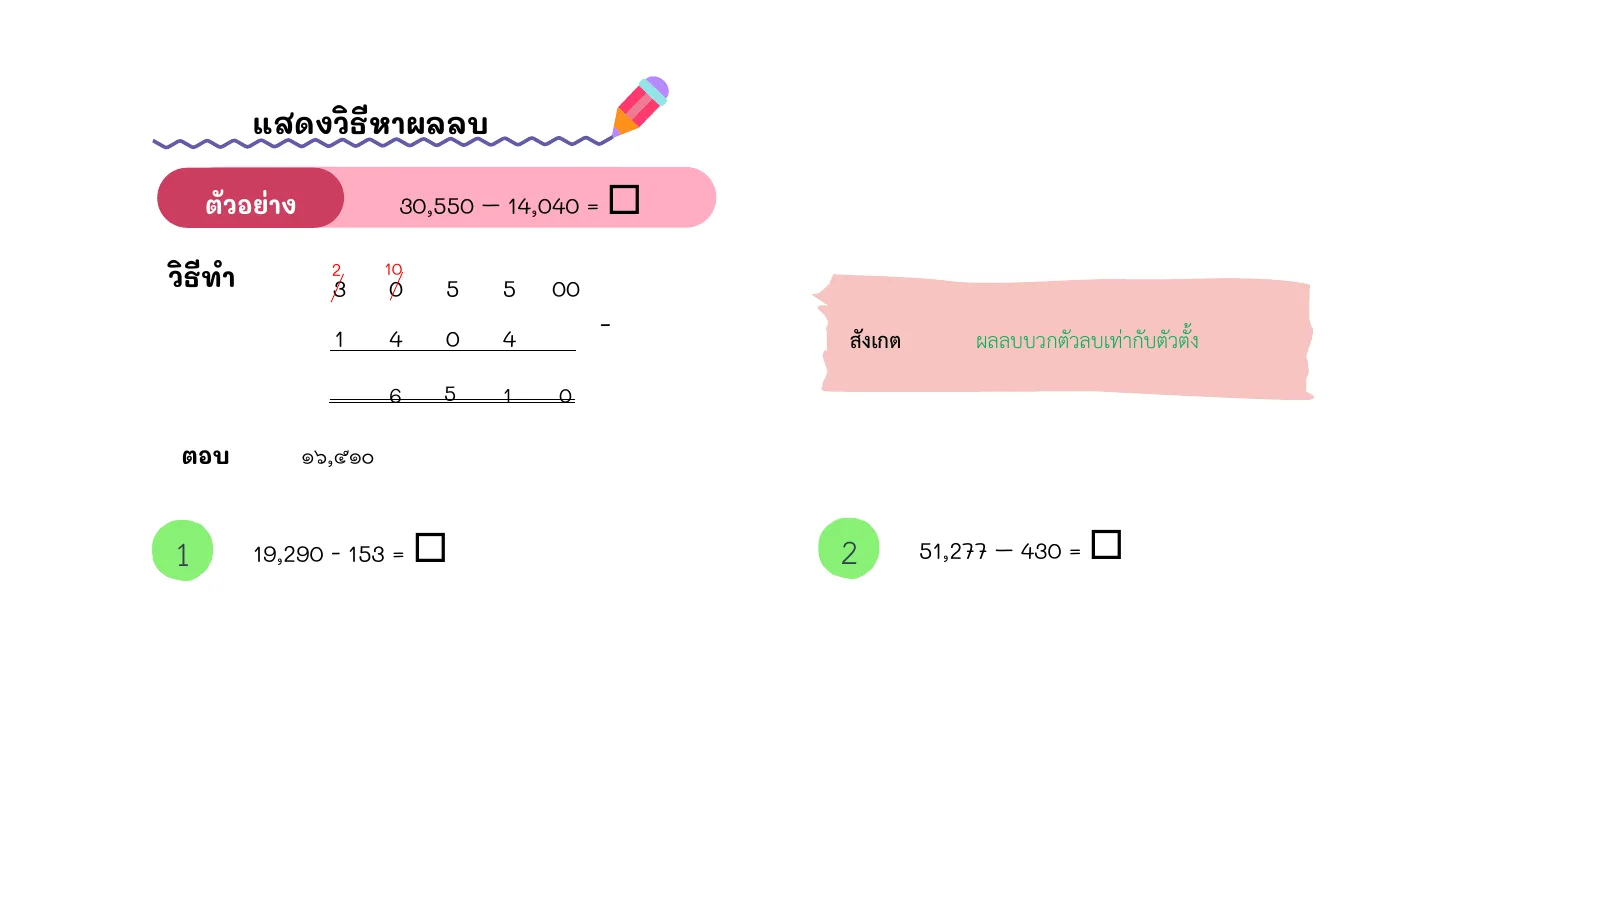 แสดงวิธีหาผลลบ
ตัวอย่าง 30,550 – 14,040 = □
วิธีทำ
2 10
3 0 5 5 00
-
1 4 0 4
6 5 1 0
ตอบ ๑๖,๕๑๐
สังเกต ผลลบบวกตัวลบเท่ากับตัวตั้ง
1 19,290 - 153 = □
2 51,277 – 430 = □